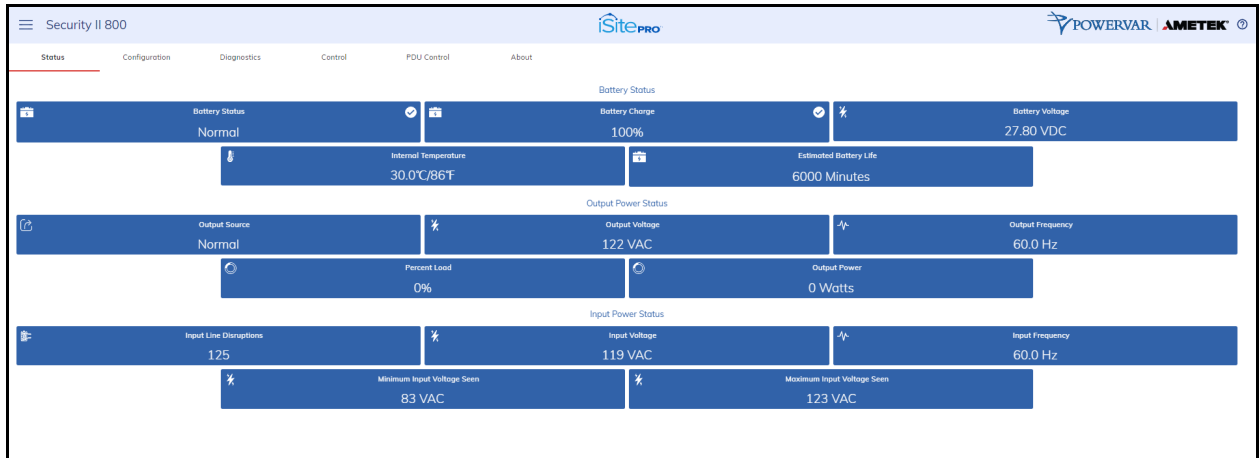 Security II 800
iSite PRO
POWERVAR AMETEK
Status Configuration Diagnostics Control PDU Control About
Battery Status
Battery Status Battery Charge Battery Voltage
Normal 100% 27.80 VDC
Internal Temperature Estimated Battery Life
30.0°C/86°F 6000 Minutes
Output Power Status
Output Source Output Voltage Output Frequency
Normal 122 VAC 60.0 Hz
Percent Load Output Power
0% 0 Watts
Input Power Status
Input Line Disruptions Input Voltage Input Frequency
125 119 VAC 60.0 Hz
Minimum Input Voltage Seen Maximum Input Voltage Seen
83 VAC 123 VAC